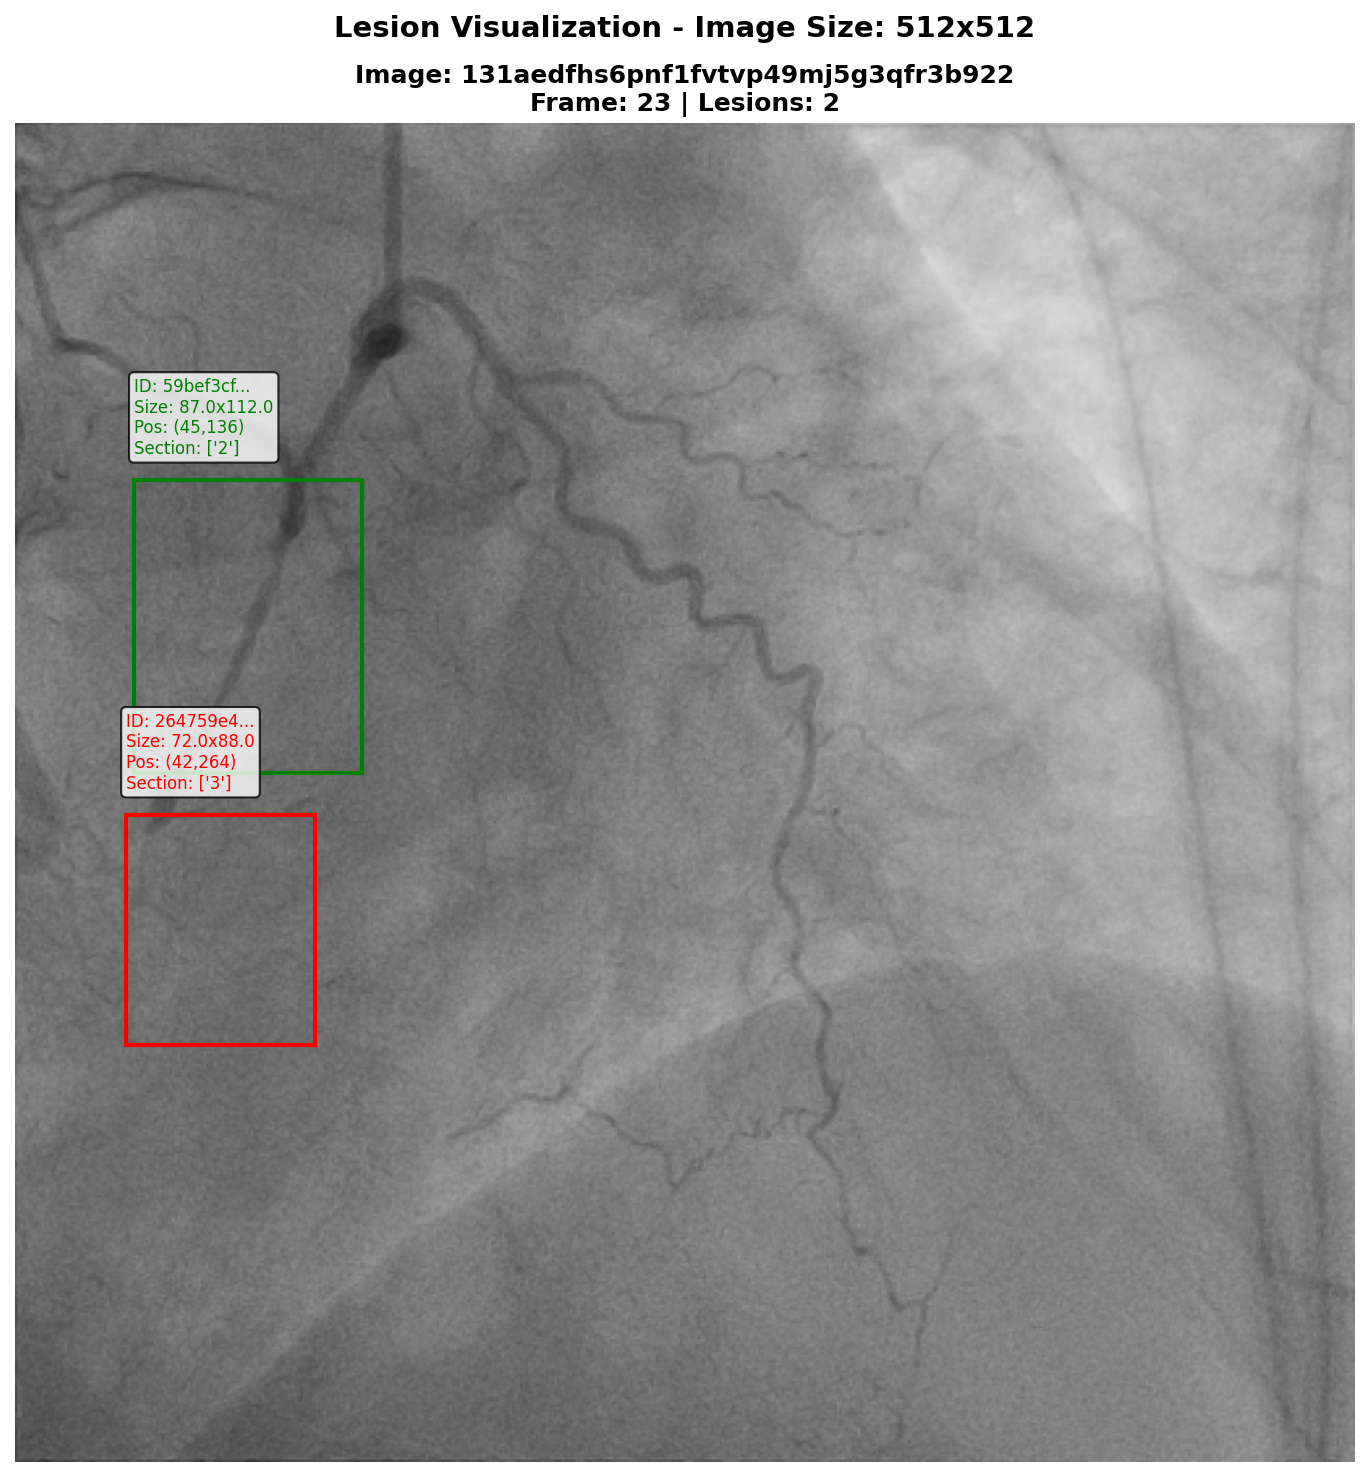 Lesion Visualization - Image Size: 512x512
Image: 131aedfhs6pnf1fvtvp49mj5g3qfr3b922
Frame: 23 | Lesions: 2
ID: 59bef3cf...
Size: 87.0x112.0
Pos: (45,136)
Section: ['2']
ID: 264759e4...
Size: 72.0x88.0
Pos: (42,264)
Section: ['3']